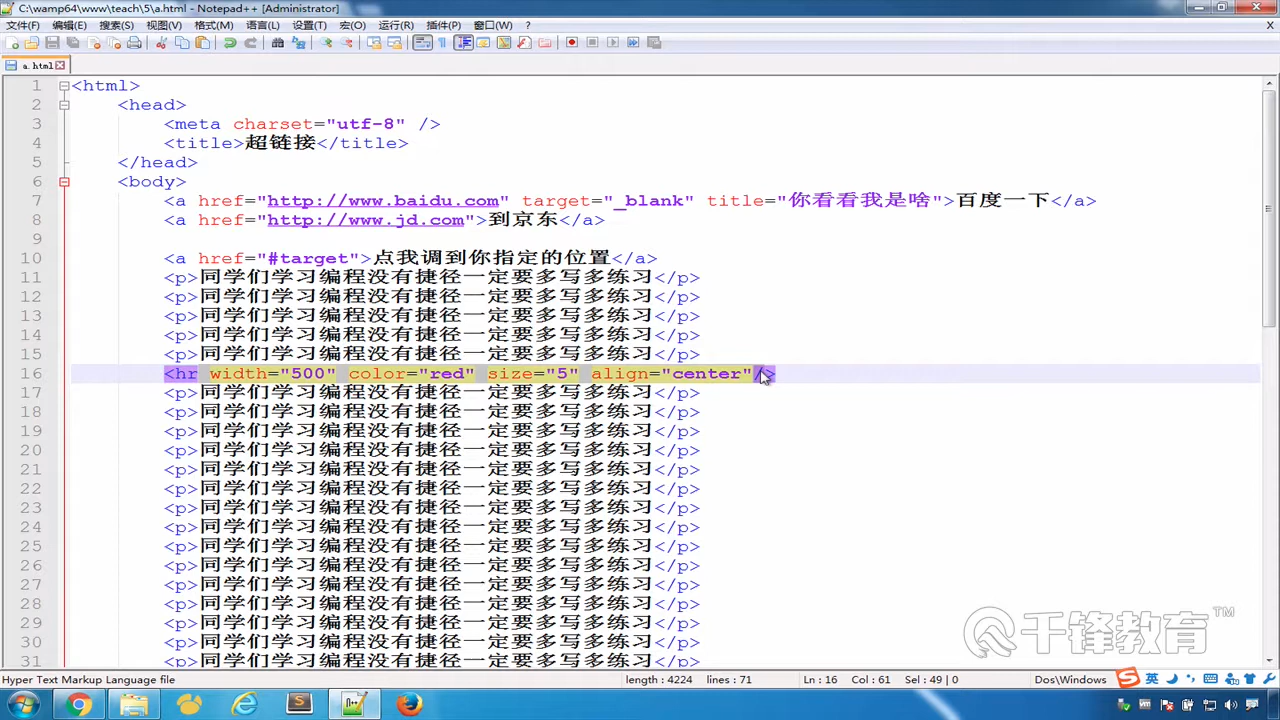 C:\wamp64\www\teach\5\a.html - Notepad++ [Administrator]
文件(F) 编辑(E) 搜索(S) 视图(V) 格式(M) 语言(L) 设置(T) 宏(O) 运行(R) 插件(P) 窗口(W) ? X
a.html
1 <html>
2 <head>
3 <meta charset="utf-8" />
4 <title>超链接</title>
5 </head>
6 <body>
7 <a href="http://www.baidu.com" target="_blank" title="你看看我是啥">百度一下</a>
8 <a href="http://www.jd.com">到京东</a>
9
10 <a href="#target">点我调到你指定的位置</a>
11 <p>同学们学习编程没有捷径一定要多写多练习</p>
12 <p>同学们学习编程没有捷径一定要多写多练习</p>
13 <p>同学们学习编程没有捷径一定要多写多练习</p>
14 <p>同学们学习编程没有捷径一定要多写多练习</p>
15 <p>同学们学习编程没有捷径一定要多写多练习</p>
16 <hr width="500" color="red" size="5" align="center"/>
17 <p>同学们学习编程没有捷径一定要多写多练习</p>
18 <p>同学们学习编程没有捷径一定要多写多练习</p>
19 <p>同学们学习编程没有捷径一定要多写多练习</p>
20 <p>同学们学习编程没有捷径一定要多写多练习</p>
21 <p>同学们学习编程没有捷径一定要多写多练习</p>
22 <p>同学们学习编程没有捷径一定要多写多练习</p>
23 <p>同学们学习编程没有捷径一定要多写多练习</p>
24 <p>同学们学习编程没有捷径一定要多写多练习</p>
25 <p>同学们学习编程没有捷径一定要多写多练习</p>
26 <p>同学们学习编程没有捷径一定要多写多练习</p>
27 <p>同学们学习编程没有捷径一定要多写多练习</p>
28 <p>同学们学习编程没有捷径一定要多写多练习</p>
29 <p>同学们学习编程没有捷径一定要多写多练习</p>
30 <p>同学们学习编程没有捷径一定要多写多练习</p>
31 <p>同学们学习编程没有捷径一定要多写多练习</p>
千锋教育™
Hyper Text Markup Language file length : 4224 lines : 71 Ln : 16 Col : 61 Sel : 49 | 0 Dos\Windows 英